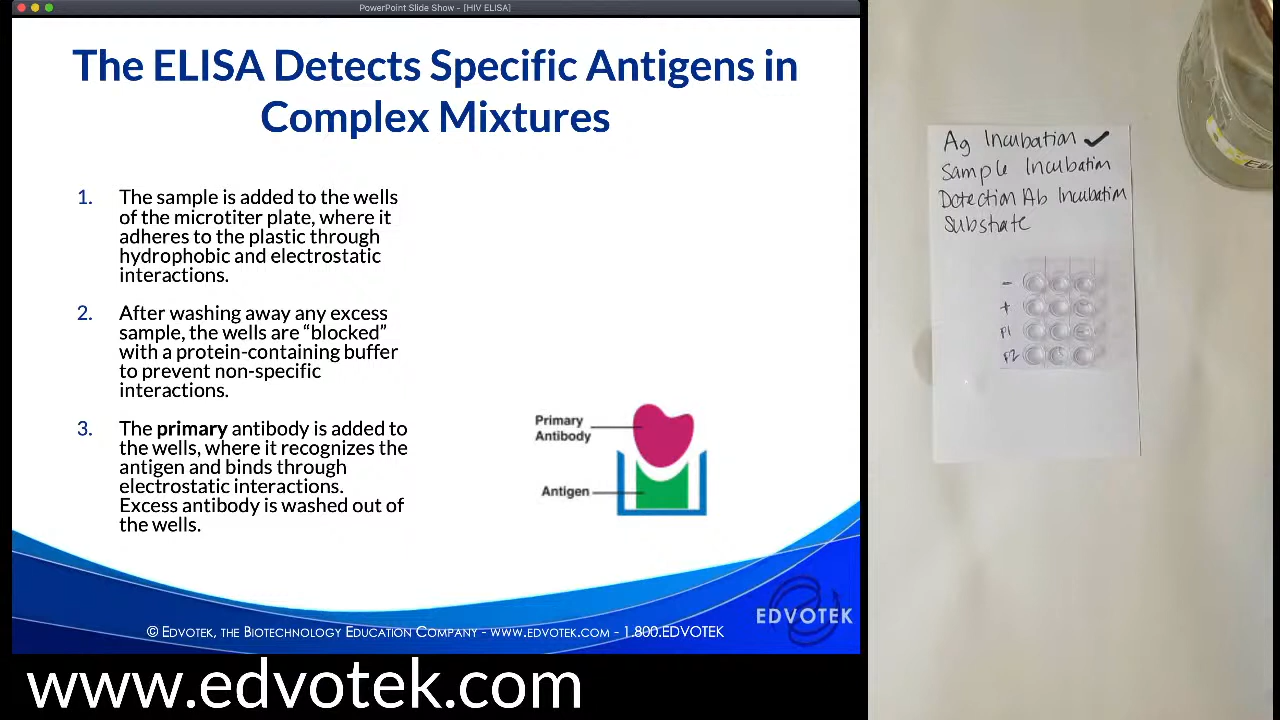 PowerPoint Slide Show - [HIV ELISA]
The ELISA Detects Specific Antigens in
Complex Mixtures
1. The sample is added to the wells
of the microtiter plate, where it
adheres to the plastic through
hydrophobic and electrostatic
interactions.
2. After washing away any excess
sample, the wells are “blocked”
with a protein-containing buffer
to prevent non-specific
interactions.
3. The primary antibody is added to
the wells, where it recognizes the
antigen and binds through
electrostatic interactions.
Excess antibody is washed out of
the wells.
Primary
Antibody
Antigen
EDVOTEK
© EDVOTEK, THE BIOTECHNOLOGY EDUCATION COMPANY - WWW.EDVOTEK.COM - 1.800.EDVOTEK
www.edvotek.com
Ag Incubation ✔
Sample Incubation
Detection Ab Incubation
Substrate
-
+
P1
P2